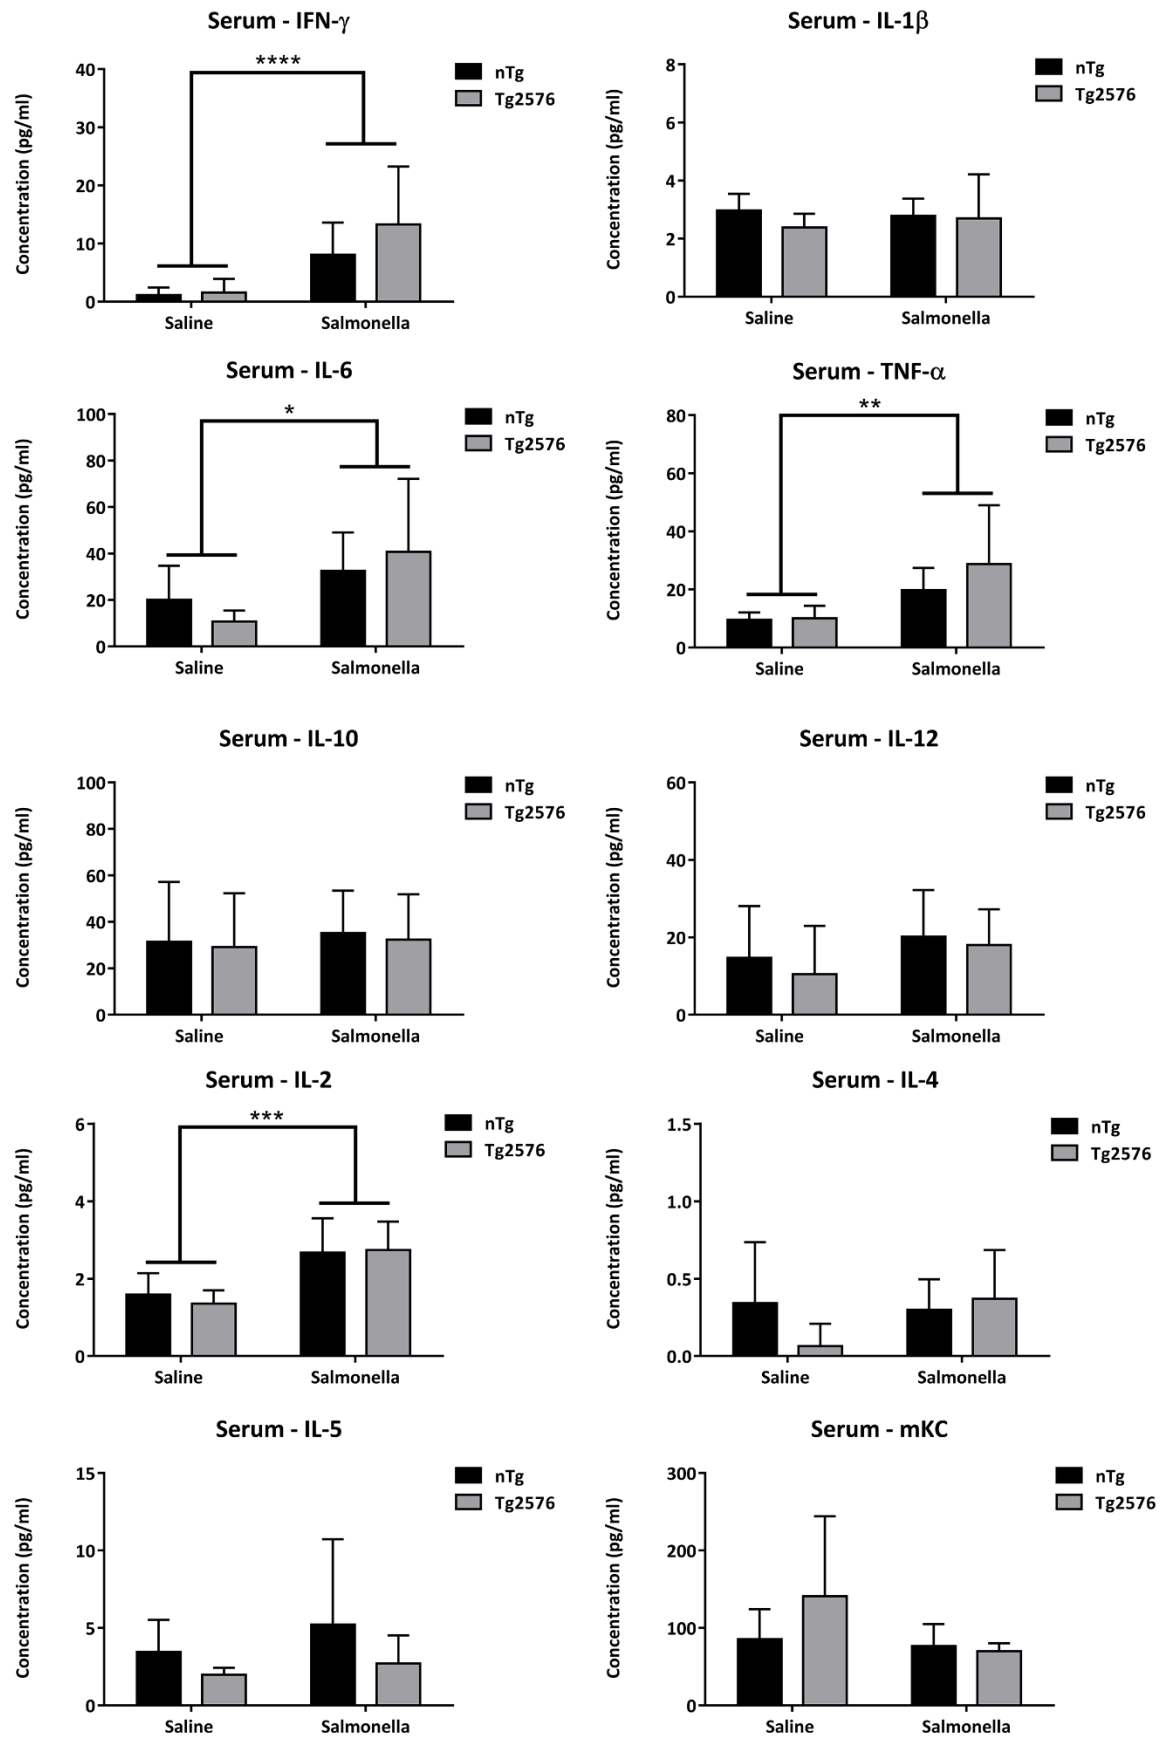 Serum - IFN-γ
****
Concentration (pg/ml)
40
30
20
10
0
Saline
Salmonella
nTg
Tg2576
Serum - IL-1β
Concentration (pg/ml)
8
6
4
2
0
Saline
Salmonella
nTg
Tg2576
Serum - IL-6
*
Concentration (pg/ml)
100
80
60
40
20
0
Saline
Salmonella
nTg
Tg2576
Serum - TNF-α
**
Concentration (pg/ml)
80
60
40
20
0
Saline
Salmonella
nTg
Tg2576
Serum - IL-10
Concentration (pg/ml)
100
80
60
40
20
0
Saline
Salmonella
nTg
Tg2576
Serum - IL-12
Concentration (pg/ml)
60
40
20
0
Saline
Salmonella
nTg
Tg2576
Serum - IL-2
***
Concentration (pg/ml)
6
4
2
0
Saline
Salmonella
nTg
Tg2576
Serum - IL-4
Concentration (pg/ml)
1.5
1.0
0.5
0.0
Saline
Salmonella
nTg
Tg2576
Serum - IL-5
Concentration (pg/ml)
15
10
5
0
Saline
Salmonella
nTg
Tg2576
Serum - mKC
Concentration (pg/ml)
300
200
100
0
Saline
Salmonella
nTg
Tg2576